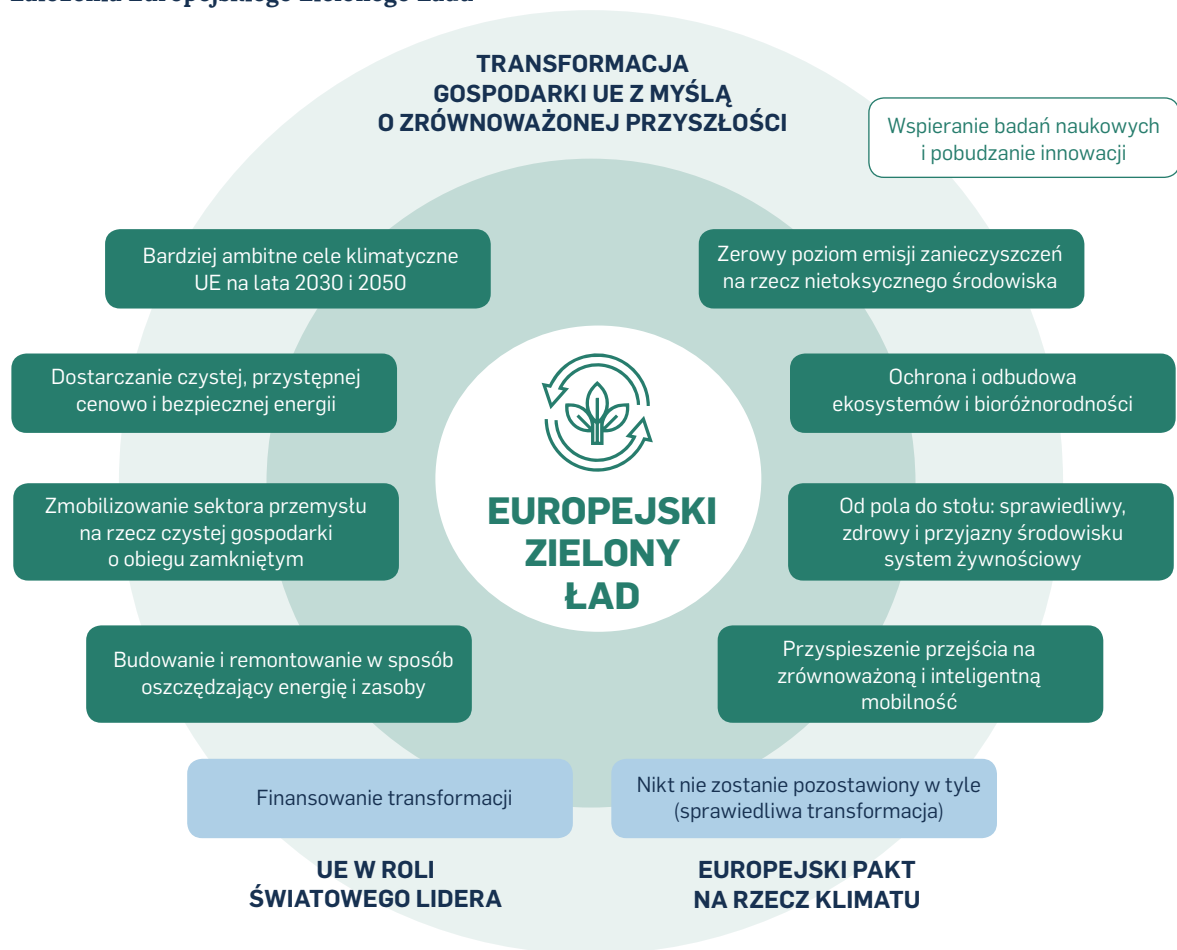 Założenia Europejskiego Zielonego Ładu
TRANSFORMACJA
GOSPODARKI UE Z MYŚLĄ
O ZRÓWNOWAŻONEJ PRZYSZŁOŚCI
Wspieranie badań naukowych
i pobudzanie innowacji
Bardziej ambitne cele klimatyczne
UE na lata 2030 i 2050
Zerowy poziom emisji zanieczyszczeń
na rzecz nietoksycznego środowiska
Dostarczanie czystej, przystępnej
cenowo i bezpiecznej energii
Ochrona i odbudowa
ekosystemów i bioróżnorodności
Zmobilizowanie sektora przemysłu
na rzecz czystej gospodarki
o obiegu zamkniętym
EUROPEJSKI
ZIELONY
ŁAD
Od pola do stołu: sprawiedliwy,
zdrowy i przyjazny środowisku
system żywnościowy
Budowanie i remontowanie w sposób
oszczędzający energię i zasoby
Przyspieszenie przejścia na
zrównoważoną i inteligentną
mobilność
Finansowanie transformacji
Nikt nie zostanie pozostawiony w tyle
(sprawiedliwa transformacja)
UE W ROLI
ŚWIATOWEGO LIDERA
EUROPEJSKI PAKT
NA RZECZ KLIMATU